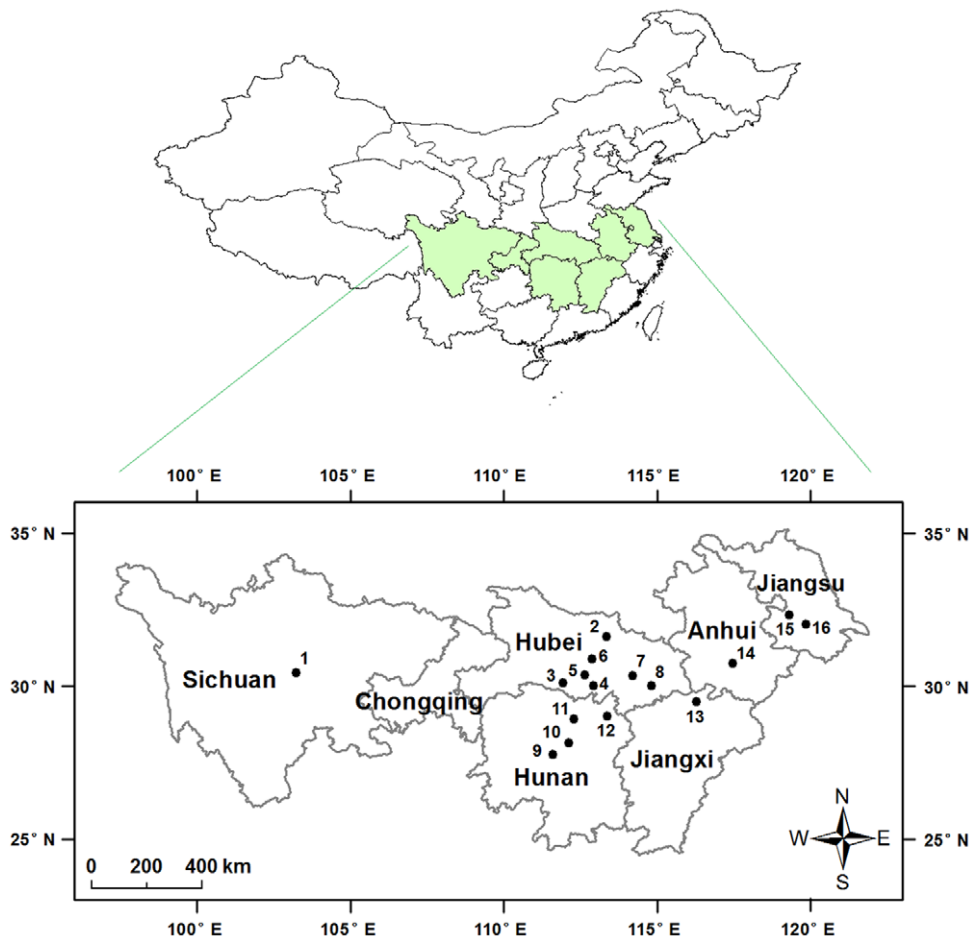 100° E 105° E 110° E 115° E 120° E
35° N 35° N
Jiangsu
2 Anhui 15 16
Hubei 6 14
1 5 7 8
Sichuan 3 4
30° N 30° N
Chongqing 11 13
10 12
9 Jiangxi
Hunan
N
W E
S
25° N 25° N
0 200 400 km
100° E 105° E 110° E 115° E 120° E